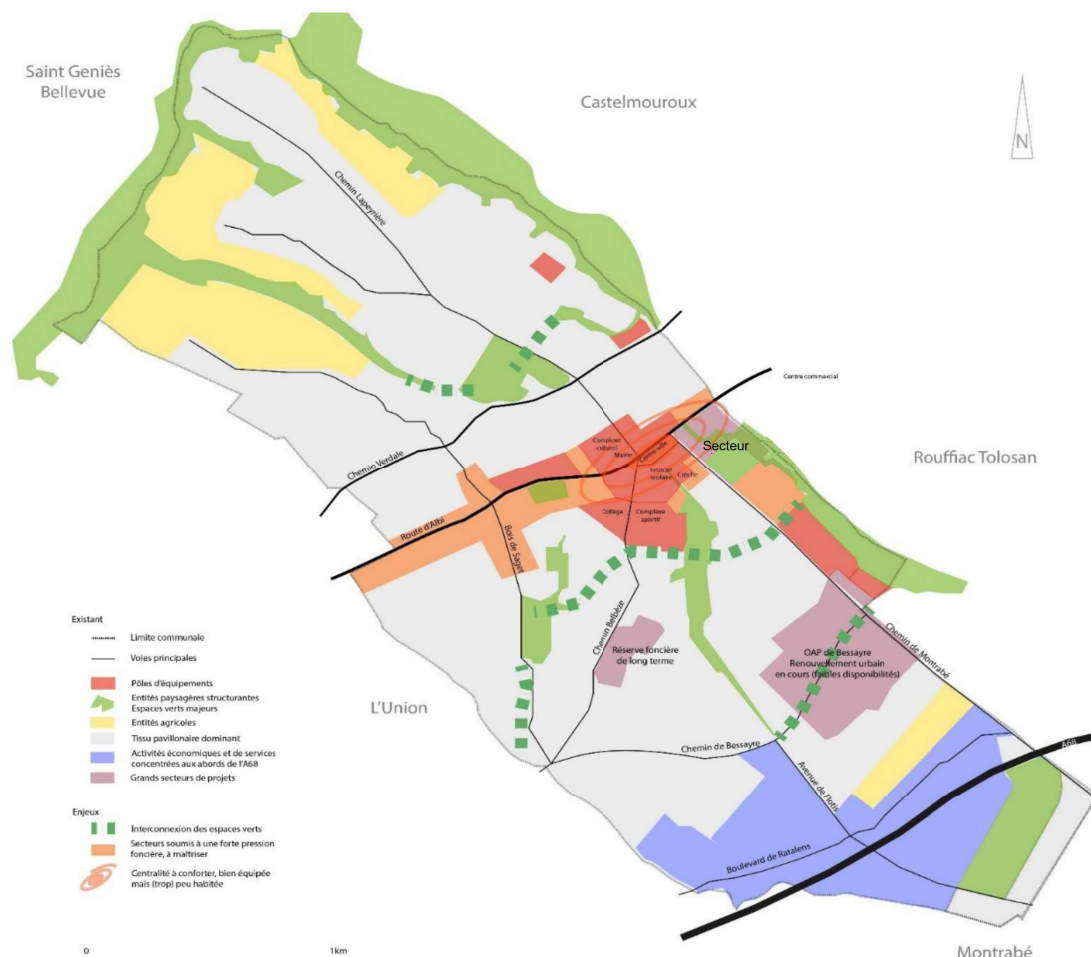 Saint Geniès
Bellevue
Castelmouroux
N
Chemin Lapeyrière
Centre commercial
Complexe
culturel
Mairie
Centre-ville
Secteur
Groupe
scolaire
Crèche
Rouffiac Tolosan
Chemin Verdale
Route d'Albi
Collège
Complexe
sportif
Bois de Saget
Chemin Belbèze
Réserve foncière
de long terme
OAP de Bessayre
Renouvellement urbain
en cours (faibles disponibilités)
Chemin de Montrabé
L'Union
Chemin de Bessayre
Avenue de Flotis
A68
Boulevard de Ratalens
Montrabé
Existant
Limite communale
Voies principales
Pôles d'équipements
Entités paysagères structurantes
Espaces verts majeurs
Entités agricoles
Tissu pavillonaire dominant
Activités économiques et de services
concentrées aux abords de l'A68
Grands secteurs de projets
Enjeux
Interconnexion des espaces verts
Secteurs soumis à une forte pression
foncière, à maîtriser
Centralité à conforter, bien équipée
mais (trop) peu habitée
0
1km